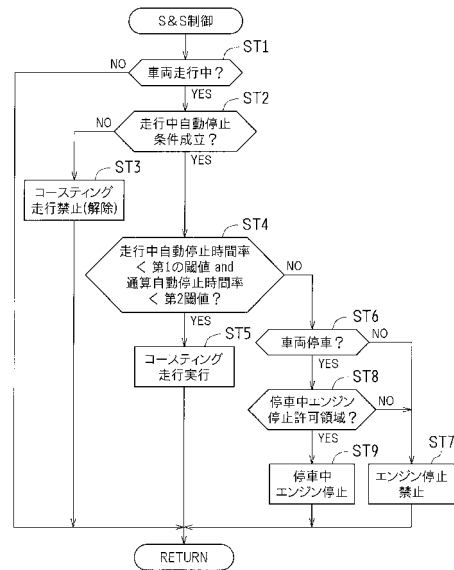 S&S制御
ST1
車両走行中?
NO
YES
ST2
走行中自動停止
条件成立?
NO
YES
ST3
コースティング
走行禁止(解除)
ST4
走行中自動停止時間率
< 第1の閾値 and
通算自動停止時間率
< 第2閾値?
NO
YES
ST5
コースティング
走行実行
ST6
車両停車?
NO
YES
ST8
停車中エンジン
停止許可領域?
NO
YES
ST9
停車中
エンジン停止
ST7
エンジン停止
禁止
RETURN